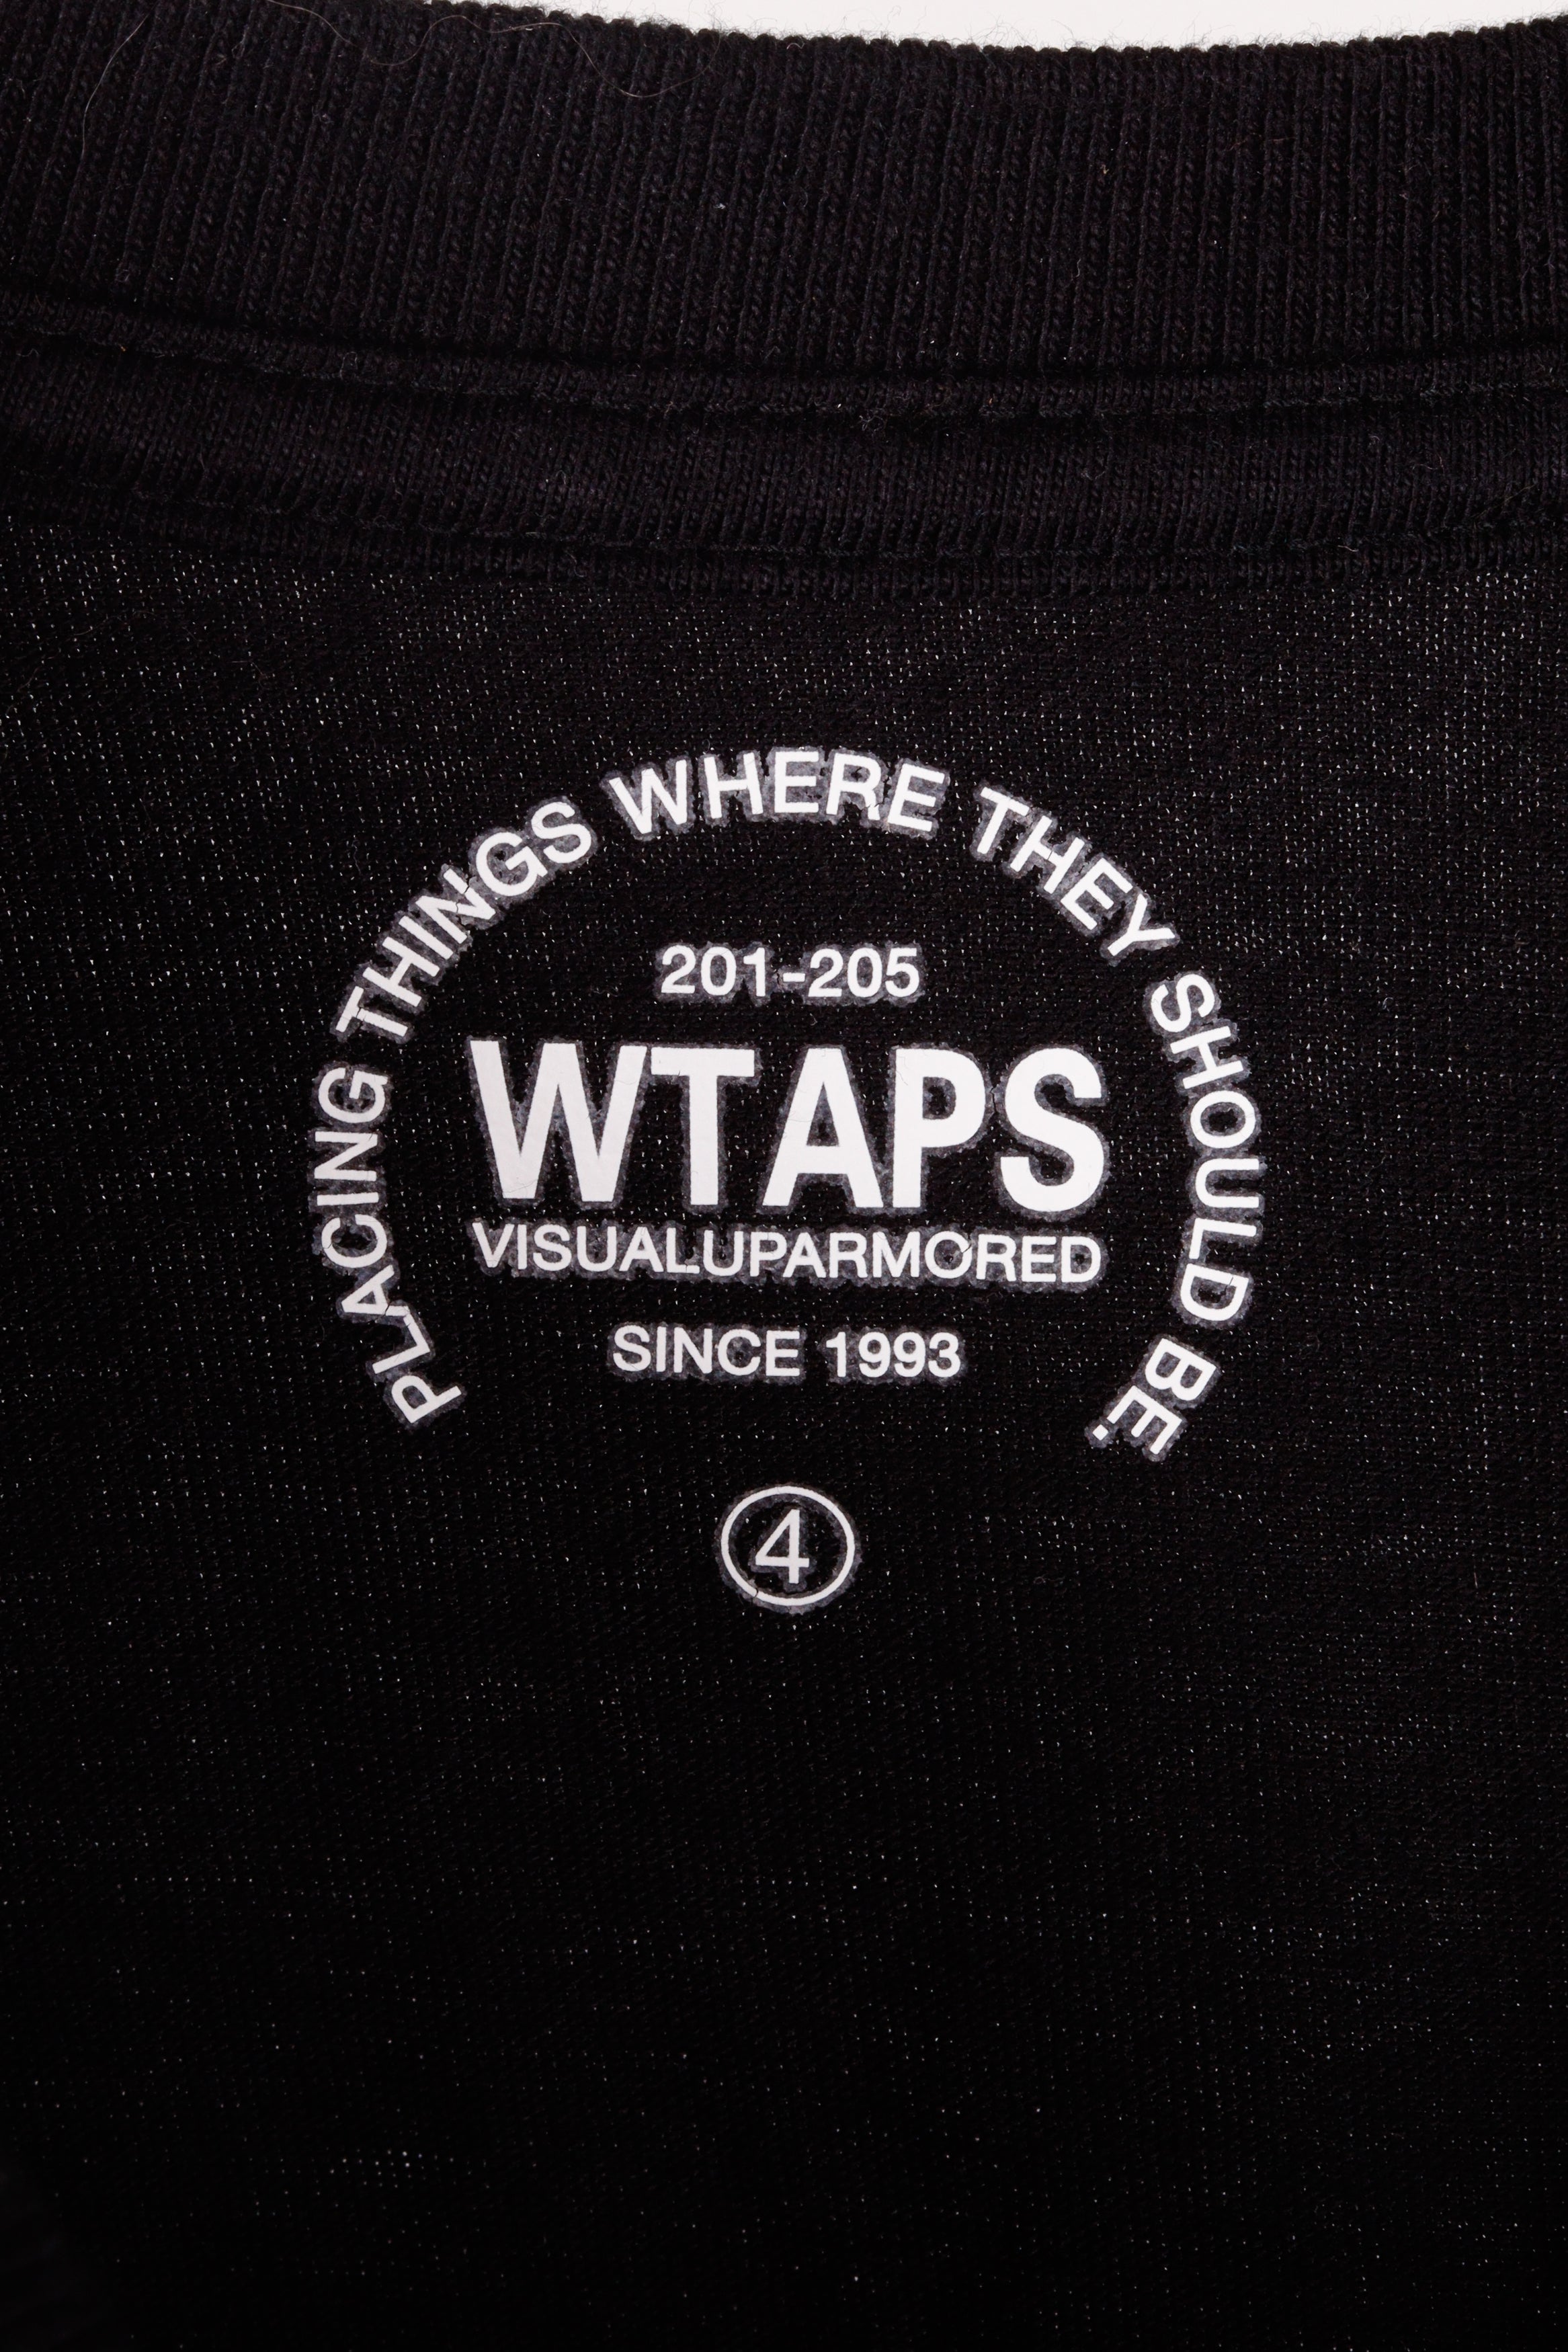 PLACING THINGS WHERE THEY SHOULD BE.
201-205
WTAPS
VISUALUPARMORED
SINCE 1993
4